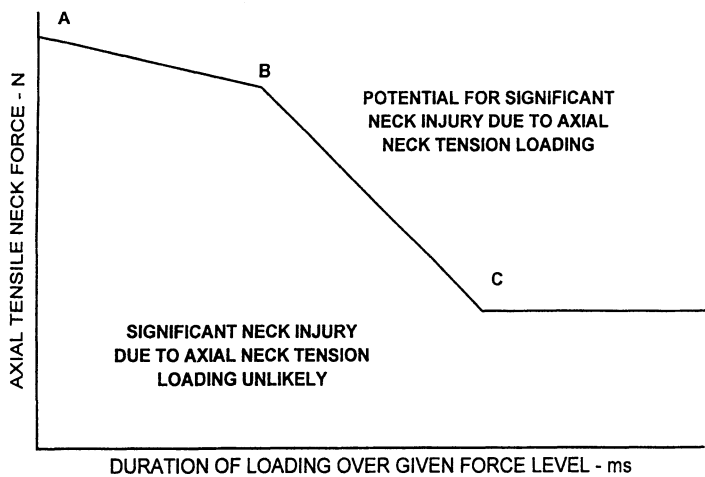 A
B
POTENTIAL FOR SIGNIFICANT
NECK INJURY DUE TO AXIAL
NECK TENSION LOADING
C
SIGNIFICANT NECK INJURY
DUE TO AXIAL NECK TENSION
LOADING UNLIKELY
AXIAL TENSILE NECK FORCE - N
DURATION OF LOADING OVER GIVEN FORCE LEVEL - ms